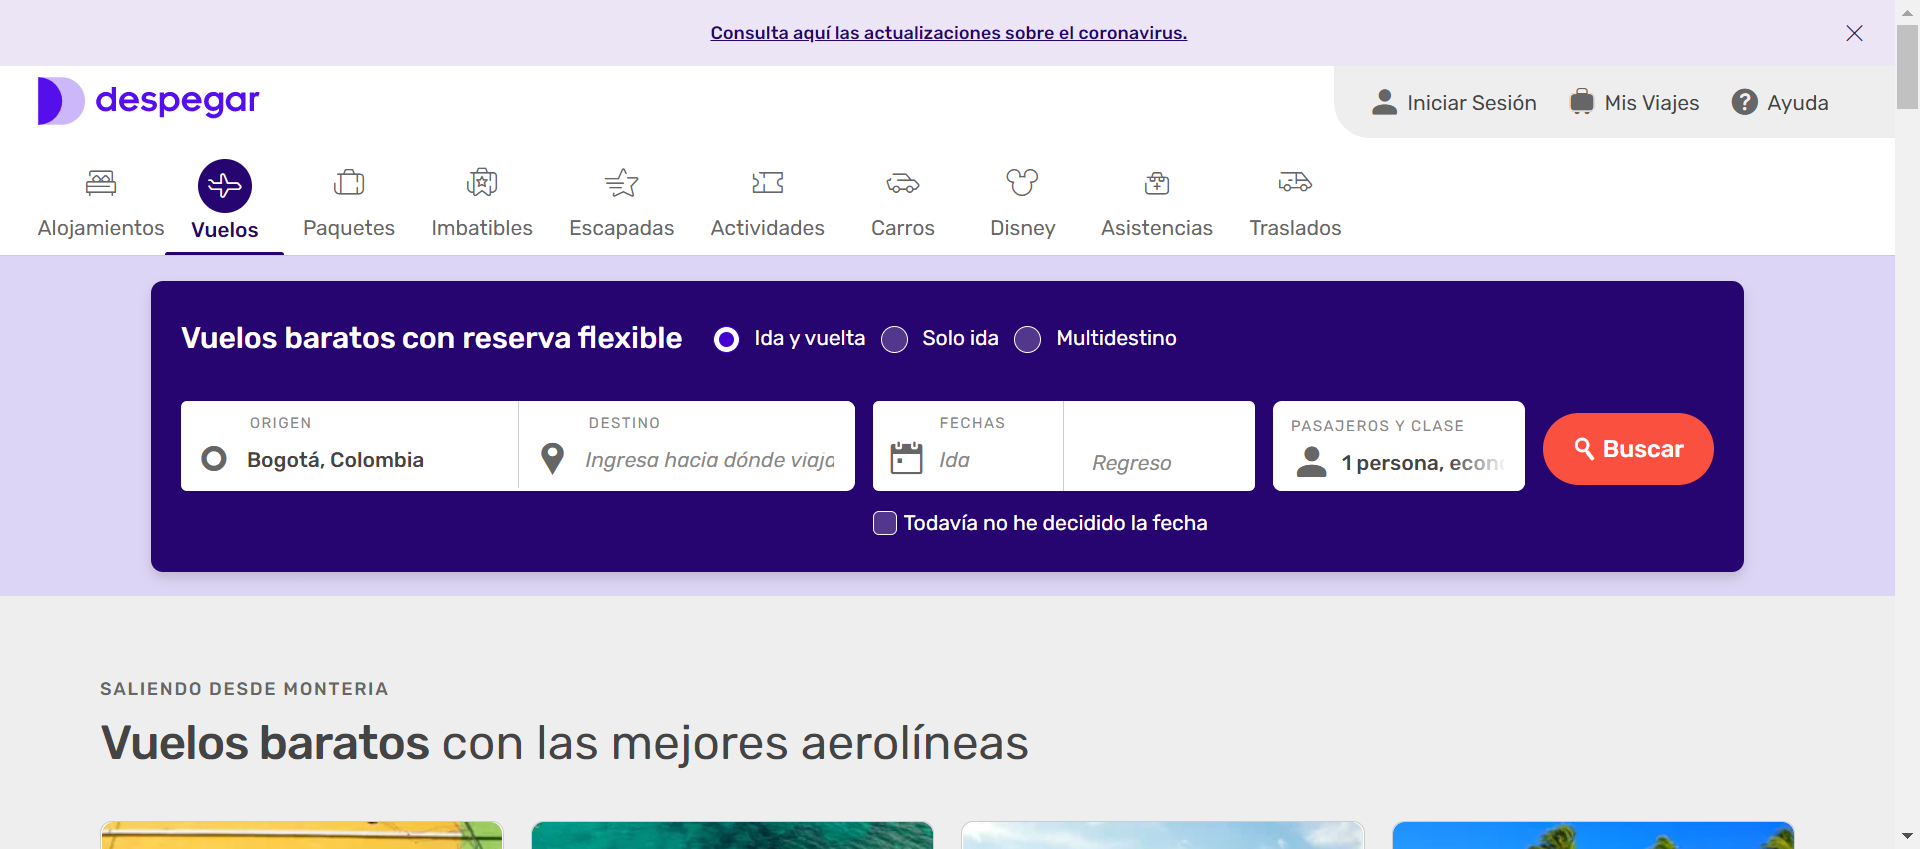 Consulta aquí las actualizaciones sobre el coronavirus.
despegar
Iniciar Sesión
Mis Viajes
Ayuda
Alojamientos
Vuelos
Paquetes
Imbatibles
Escapadas
Actividades
Carros
Disney
Asistencias
Traslados
Vuelos baratos con reserva flexible
Ida y vuelta
Solo ida
Multidestino
ORIGEN
Bogotá, Colombia
DESTINO
Ingresa hacia dónde viaja
FECHAS
Ida
Regreso
PASAJEROS Y CLASE
1 persona, econ
Buscar
Todavía no he decidido la fecha
SALIENDO DESDE MONTERIA
Vuelos baratos con las mejores aerolíneas